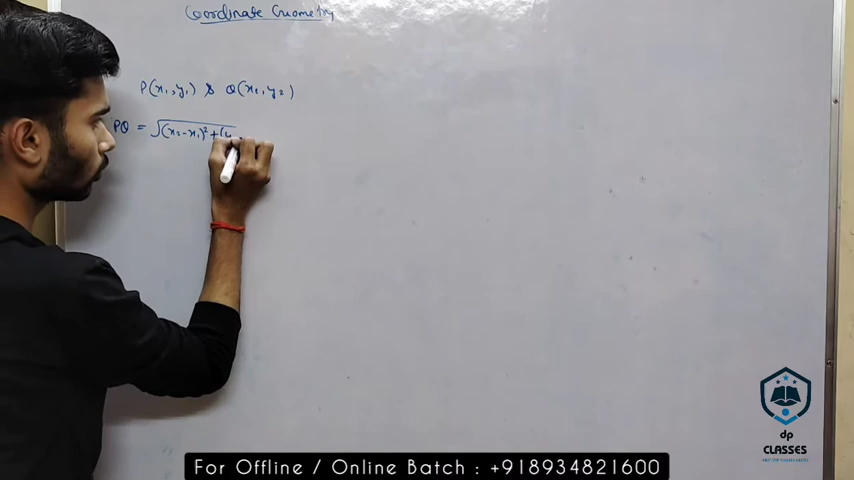 Coordinate Geometry
P(x₁,y₁) & Q(x₂,y₂)
PQ = √(x₂-x₁)²+(y
dp
CLASSES
For Offline / Online Batch : +918934821600